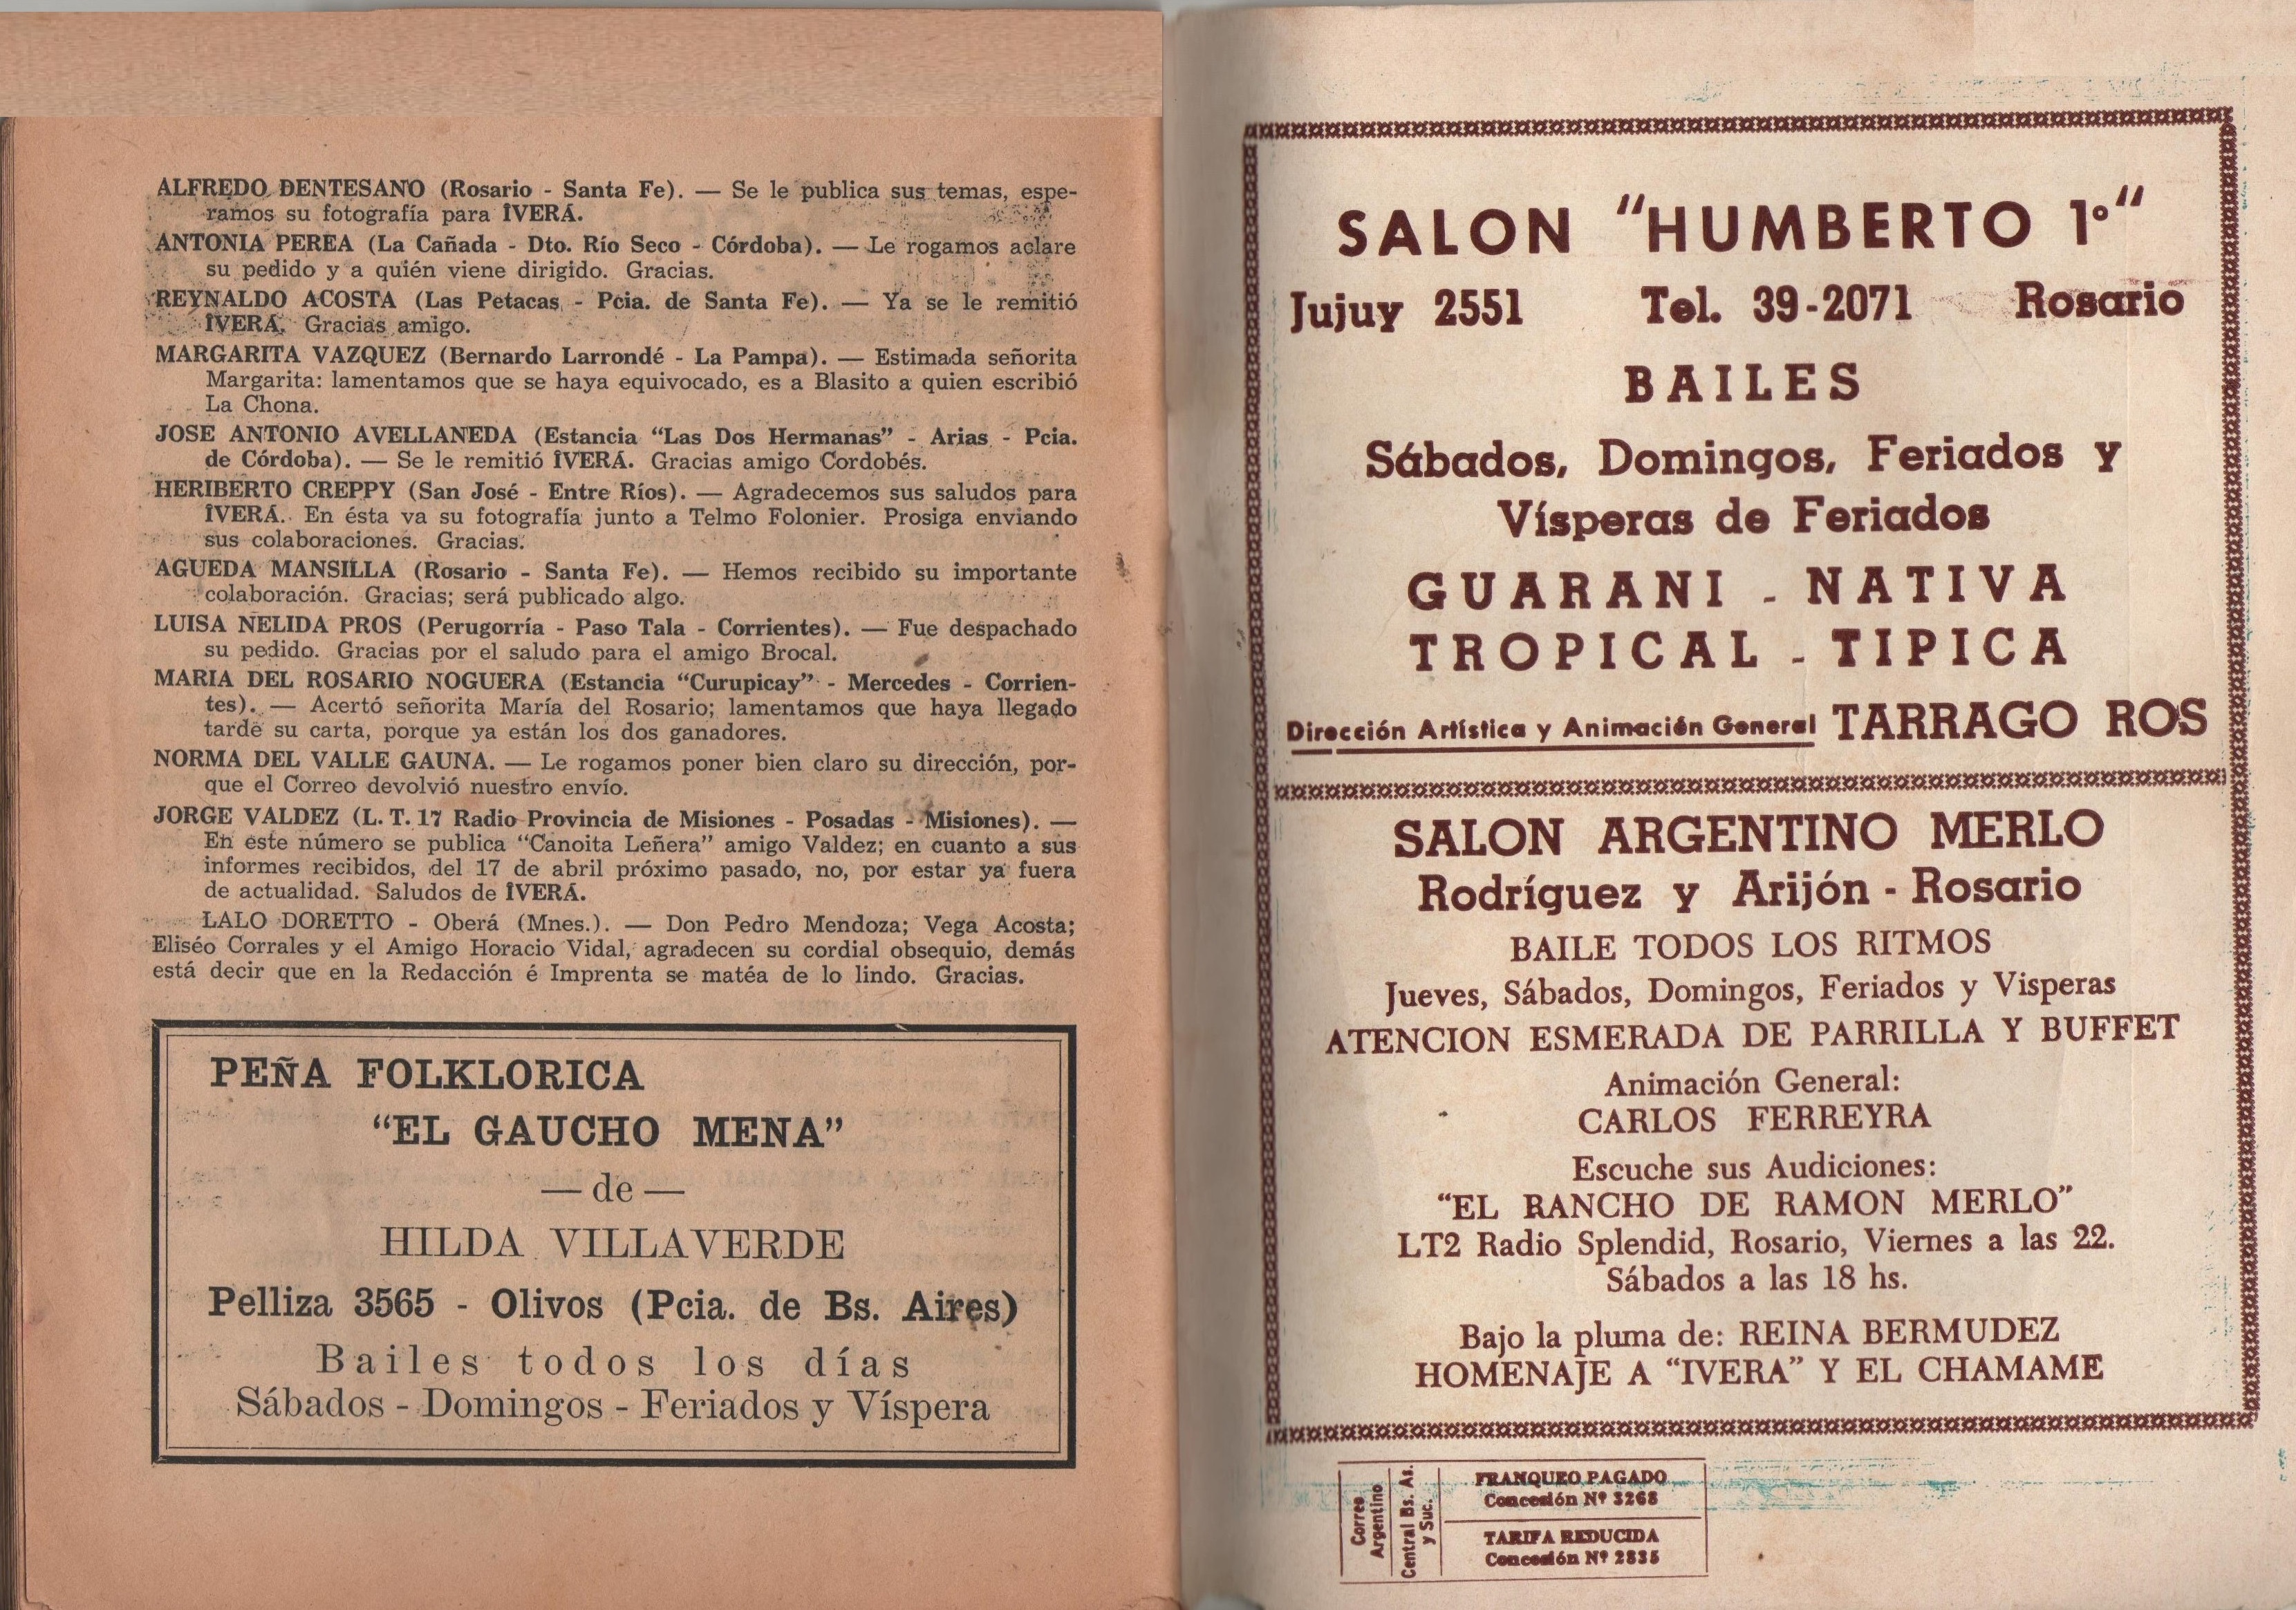 ALFREDO DENTESANO (Rosario - Santa Fe). — Se le publica sus temas, espe-
ramos su fotografía para ÎVERÁ.
ANTONIA PEREA (La Cañada - Dto. Río Seco - Córdoba). — Le rogamos aclare
su pedido y a quién viene dirigido. Gracias.
REYNALDO ACOSTA (Las Petacas - Pcia. de Santa Fe). — Ya se le remitió
ÎVERÁ. Gracias amigo.
MARGARITA VAZQUEZ (Bernardo Larrondé - La Pampa). — Estimada señorita
Margarita: lamentamos que se haya equivocado, es a Blasito a quien escribió
La Chona.
JOSE ANTONIO AVELLANEDA (Estancia “Las Dos Hermanas” - Arias - Pcia.
de Córdoba). — Se le remitió ÎVERÁ. Gracias amigo Cordobés.
HERIBERTO CREPPY (San José - Entre Ríos). — Agradecemos sus saludos para
ÎVERÁ. En ésta va su fotografía junto a Telmo Folonier. Prosiga enviando
sus colaboraciones. Gracias.
AGUEDA MANSILLA (Rosario - Santa Fe). — Hemos recibido su importante
colaboración. Gracias; será publicado algo.
LUISA NELIDA PROS (Perugorría - Paso Tala - Corrientes). — Fue despachado
su pedido. Gracias por el saludo para el amigo Brocal.
MARIA DEL ROSARIO NOGUERA (Estancia “Curupicay” - Mercedes - Corrien-
tes). — Acertó señorita María del Rosario; lamentamos que haya llegado
tarde su carta, porque ya están los dos ganadores.
NORMA DEL VALLE GAUNA. — Le rogamos poner bien claro su dirección, por-
que el Correo devolvió nuestro envío.
JORGE VALDEZ (L. T. 17 Radio Provincia de Misiones - Posadas - Misiones). —
En este número se publica “Canoita Leñera” amigo Valdez; en cuanto a sus
informes recibidos, del 17 de abril próximo pasado, no, por estar ya fuera
de actualidad. Saludos de ÎVERÁ.
LALO DORETTO - Oberá (Mnes.). — Don Pedro Mendoza; Vega Acosta;
Eliséo Corrales y el Amigo Horacio Vidal, agradecen su cordial obsequio, demás
está decir que en la Redacción é Imprenta se matéa de lo lindo. Gracias.
PEÑA FOLKLORICA
“EL GAUCHO MENA”
— de —
HILDA VILLAVERDE
Pelliza 3565 - Olivos (Pcia. de Bs. Aires)
Bailes todos los días
Sábados - Domingos - Feriados y Víspera
SALON “HUMBERTO 1º“
Jujuy 2551 Tel. 39-2071 Rosario
BAILES
Sábados, Domingos, Feriados y
Vísperas de Feriados
GUARANI - NATIVA
TROPICAL - TIPICA
Dirección Artística y Animación General TARRAGO ROS
SALON ARGENTINO MERLO
Rodríguez y Arijón - Rosario
BAILE TODOS LOS RITMOS
Jueves, Sábados, Domingos, Feriados y Visperas
ATENCION ESMERADA DE PARRILLA Y BUFFET
Animación General:
CARLOS FERREYRA
Escuche sus Audiciones:
“EL RANCHO DE RAMON MERLO”
LT2 Radio Splendid, Rosario, Viernes a las 22.
Sábados a las 18 hs.
Bajo la pluma de: REINA BERMUDEZ
HOMENAJE A “IVERA” Y EL CHAMAME
Correo
Argentino
Central Bs. As.
y Suc.
FRANQUEO PAGADO
Concesión Nº 3268
TARIFA REDUCIDA
Concesión Nº 2835